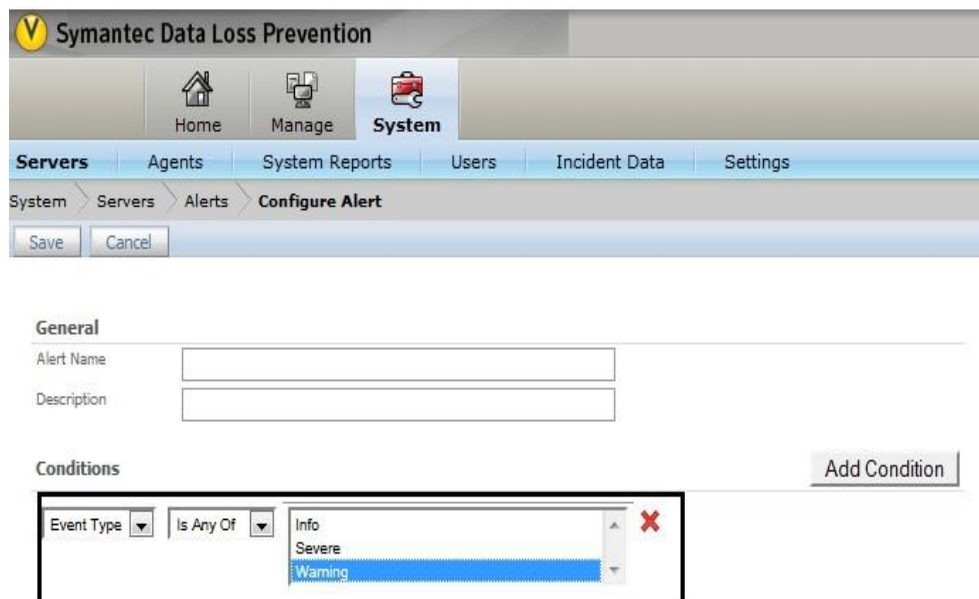 Symantec Data Loss Prevention
Home Manage System
Servers Agents System Reports Users Incident Data Settings
System Servers Alerts Configure Alert
Save Cancel
General
Alert Name
Description
Conditions Add Condition
Event Type Is Any Of Info
Severe
Warning